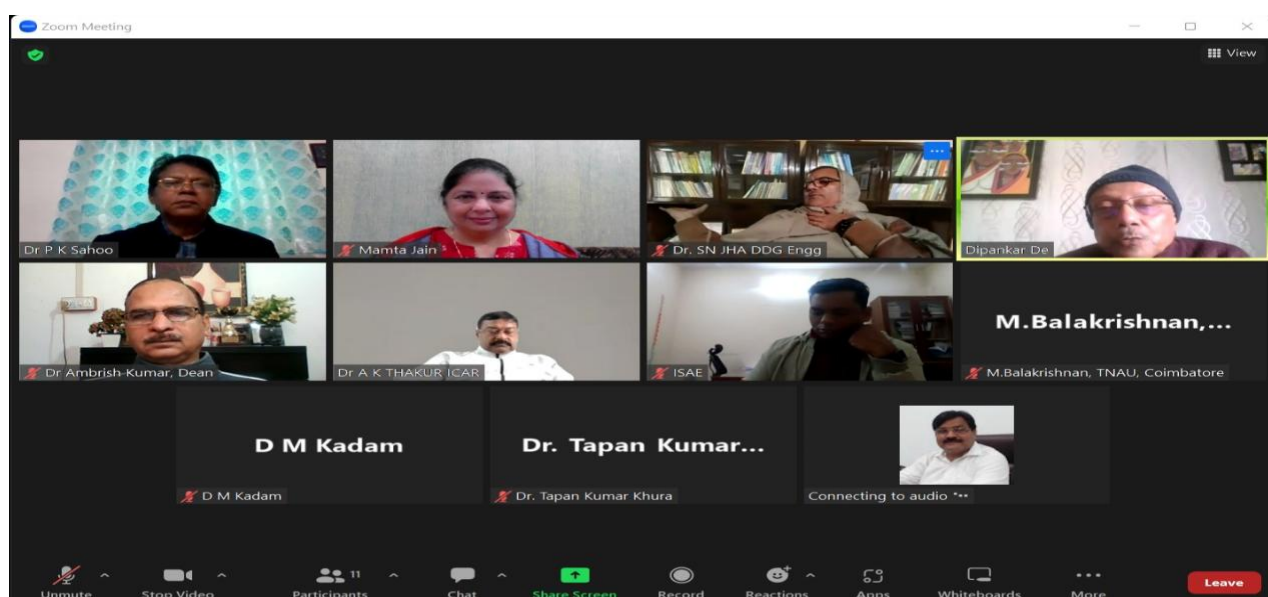 Zoom Meeting
View
Dr P K Sahoo
Mamta Jain
Dr. SN JHA DDG Engg
Dipankar De
Dr Ambrish Kumar, Dean
Dr A K THAKUR ICAR
ISAE
M.Balakrishnan,...
M.Balakrishnan, TNAU, Coimbatore
D M Kadam
D M Kadam
Dr. Tapan Kumar...
Dr. Tapan Kumar Khura
Connecting to audio
11
Unmute
Stop Video
Participants
Chat
Share Screen
Record
Reactions
Apps
Whiteboards
More
Leave